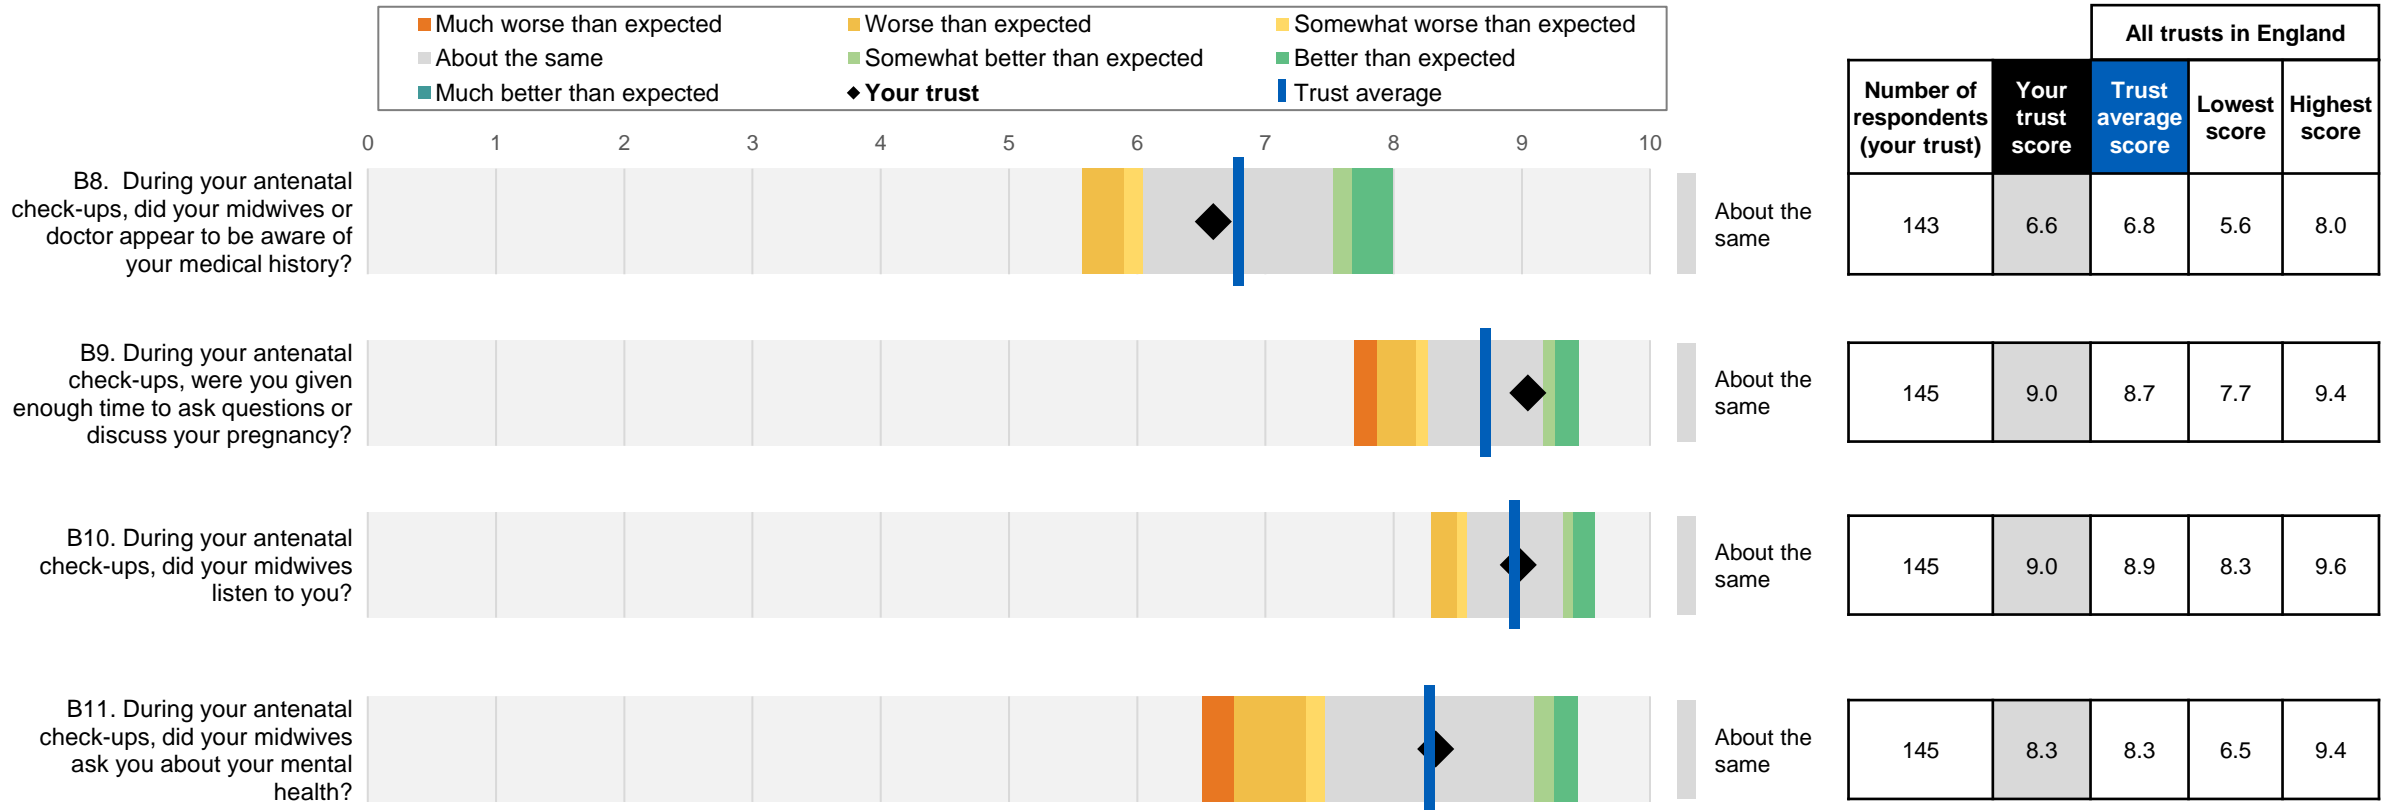 Much worse than expected
Worse than expected
Somewhat worse than expected
About the same
Somewhat better than expected
Better than expected
Much better than expected
Your trust
Trust average
All trusts in England
Number of respondents (your trust)
Your trust score
Trust average score
Lowest score
Highest score
0 1 2 3 4 5 6 7 8 9 10
B8. During your antenatal
check-ups, did your midwives or
doctor appear to be aware of
your medical history?
About the
same
143 6.6 6.8 5.6 8.0
B9. During your antenatal
check-ups, were you given
enough time to ask questions or
discuss your pregnancy?
About the
same
145 9.0 8.7 7.7 9.4
B10. During your antenatal
check-ups, did your midwives
listen to you?
About the
same
145 9.0 8.9 8.3 9.6
B11. During your antenatal
check-ups, did your midwives
ask you about your mental
health?
About the
same
145 8.3 8.3 6.5 9.4